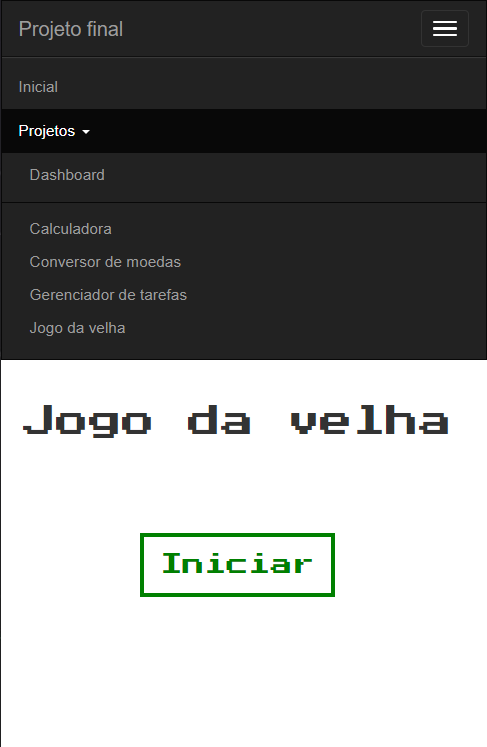 Projeto final
Inicial
Projetos
Dashboard
Calculadora
Conversor de moedas
Gerenciador de tarefas
Jogo da velha
Jogo da velha
Iniciar